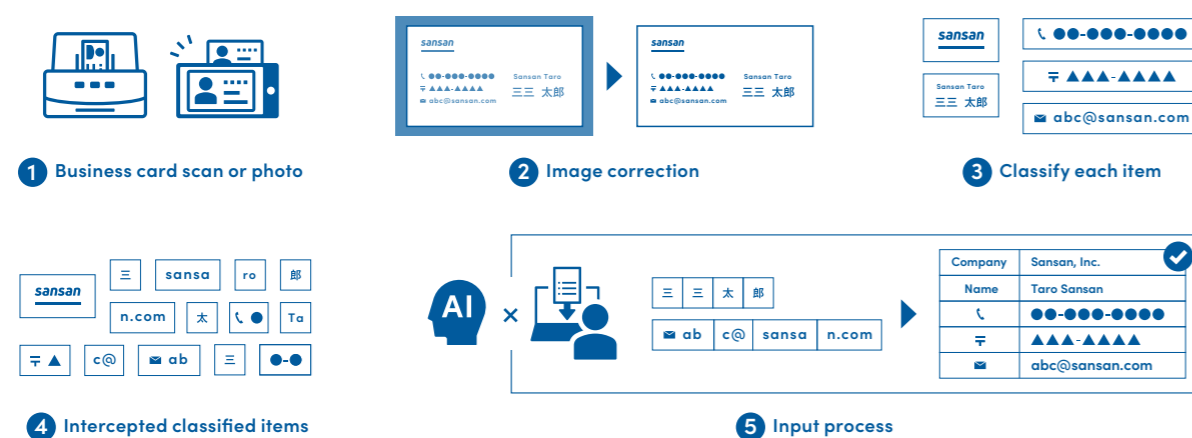 sansan
●●-●●●-●●●●
〒 ▲▲▲-▲▲▲▲
abc@sansan.com
Sansan Taro
三三 太郎
sansan
●●-●●●-●●●●
〒 ▲▲▲-▲▲▲▲
abc@sansan.com
Sansan Taro
三三 太郎
sansan
Sansan Taro
三三 太郎
●●-●●●-●●●●
〒 ▲▲▲-▲▲▲▲
abc@sansan.com
1 Business card scan or photo
2 Image correction
3 Classify each item
sansan
三 sansa ro 郎
n.com 太 ● Ta
〒 ▲ c@ ab 三 ●-●
AI ×
三 三 太 郎
ab c@ sansa n.com
Company Sansan, Inc.
Name Taro Sansan
●●-●●●-●●●●
〒 ▲▲▲-▲▲▲▲
abc@sansan.com
4 Intercepted classified items
5 Input process